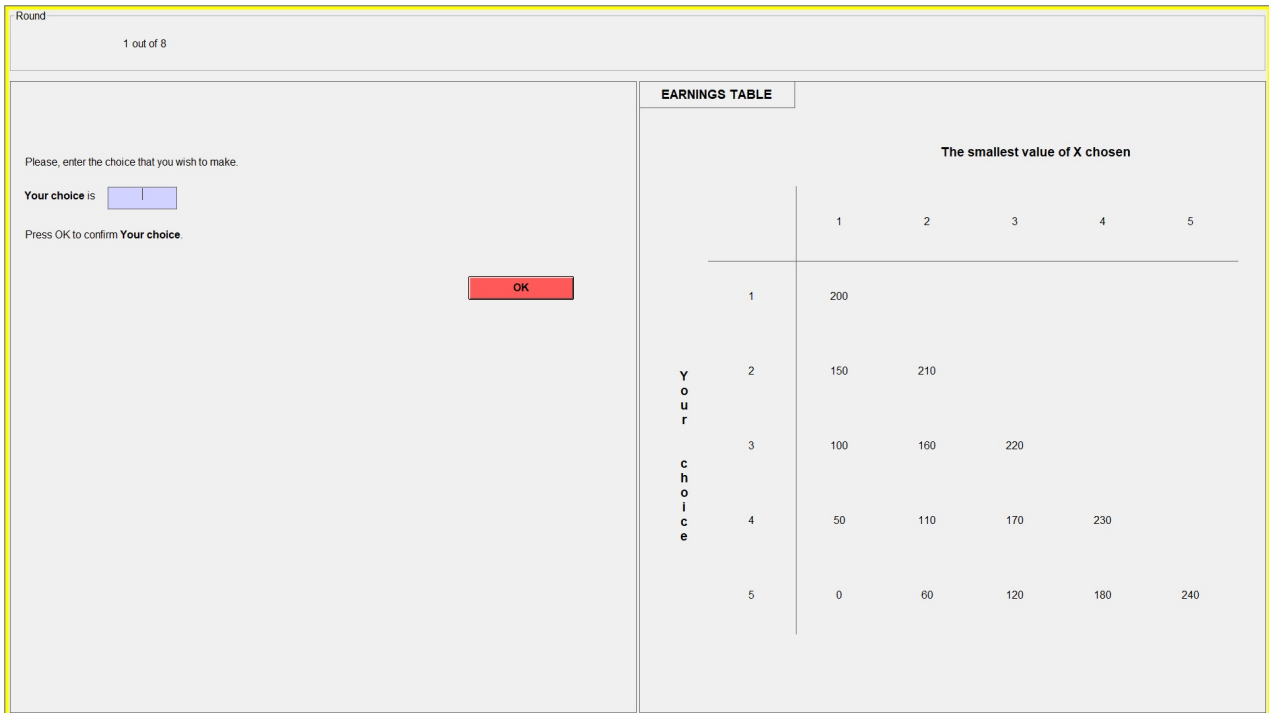 Round
1 out of 8
Please, enter the choice that you wish to make.
Your choice is
Press OK to confirm Your choice.
OK
EARNINGS TABLE
The smallest value of X chosen
1 2 3 4 5
Your choice
1 200
2 150 210
3 100 160 220
4 50 110 170 230
5 0 60 120 180 240